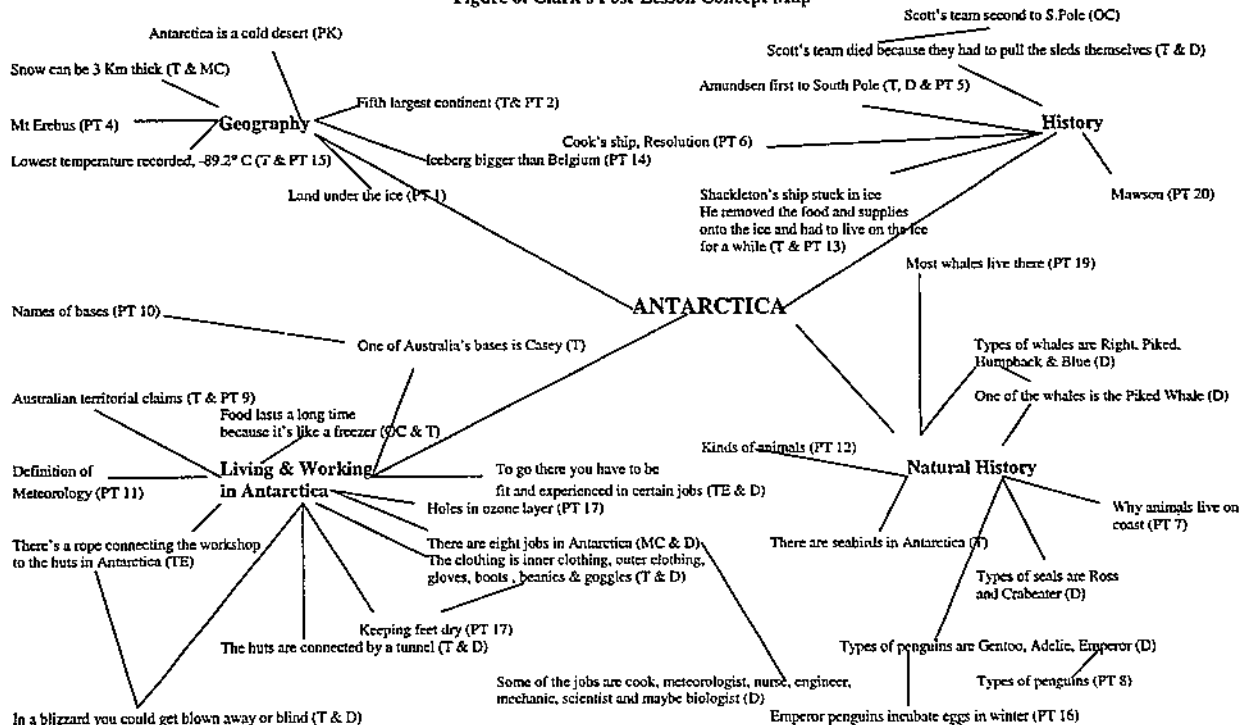 Figure 6: Clark's Post-Lesson Concept Map
Scott's team second to S.Pole (OC)
Antarctica is a cold desert (PK)
Scott's team died because they had to pull the sleds themselves (T & D)
Snow can be 3 Km thick (T & MC)
Amundsen first to South Pole (T, D & PT 5)
Fifth largest continent (T& PT 2)
Mt Erebus (PT 4)
Geography
History
Cook's ship, Resolution (PT 6)
Lowest temperature recorded, -89.2° C (T & PT 15)
Iceberg bigger than Belgium (PT 14)
Land under the ice (PT 1)
Shackleton's ship stuck in ice
He removed the food and supplies
onto the ice and had to live on the ice
for a while (T & PT 13)
Mawson (PT 20)
Most whales live there (PT 19)
ANTARCTICA
Names of bases (PT 10)
One of Australia's bases is Casey (T)
Types of whales are Right, Piked,
Humpback & Blue (D)
One of the whales is the Piked Whale (D)
Australian territorial claims (T & PT 9)
Food lasts a long time
because it's like a freezer (OC & T)
Kinds of animals (PT 12)
Living & Working
in Antarctica
Natural History
Definition of
Meteorology (PT 11)
To go there you have to be
fit and experienced in certain jobs (TE & D)
Holes in ozone layer (PT 17)
Why animals live on
coast (PT 7)
There's a rope connecting the workshop
to the huts in Antarctica (TE)
There are eight jobs in Antarctica (MC & D)
The clothing is inner clothing, outer clothing,
gloves, boots , beanies & goggles (T & D)
There are seabirds in Antarctica (T)
Types of seals are Ross
and Crabeater (D)
Keeping feet dry (PT 17)
The huts are connected by a tunnel (T & D)
Types of penguins are Gentoo, Adelie, Emperor (D)
Some of the jobs are cook, meteorologist, nurse, engineer,
mechanic, scientist and maybe biologist (D)
Types of penguins (PT 8)
In a blizzard you could get blown away or blind (T & D)
Emperor penguins incubate eggs in winter (PT 16)